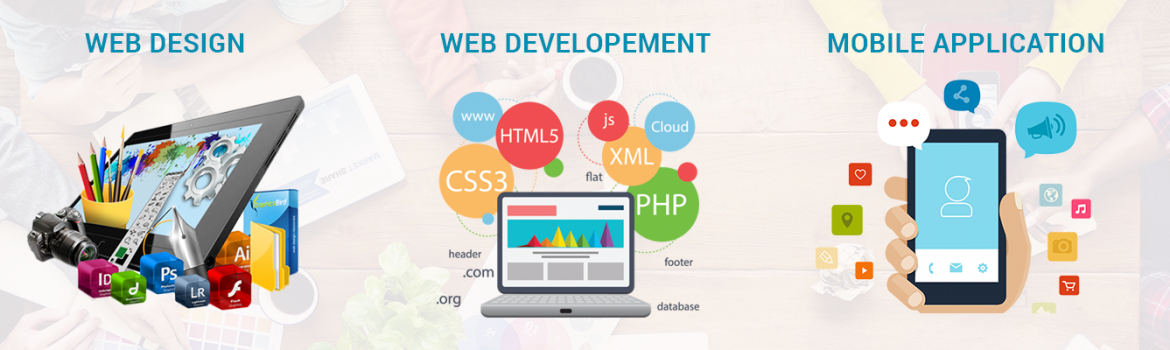 WEB DESIGN
WEB DEVELOPEMENT
MOBILE APPLICATION
www
HTML5
js
Cloud
XML
CSS3
flat
PHP
header
.com
footer
.org
database
Ai
Ps
ID
d
LR